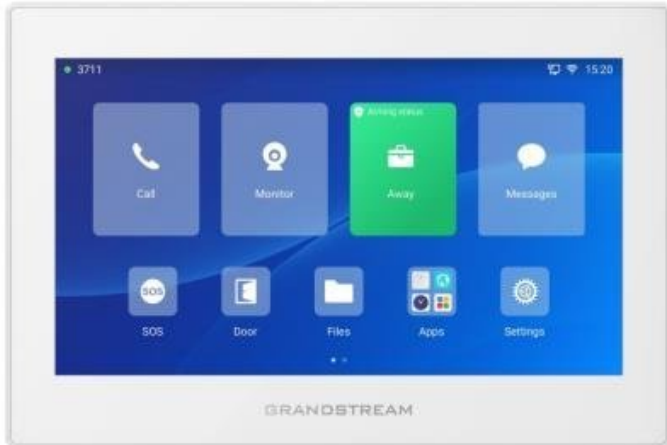 3711
15:20
Arming status
Call
Monitor
Away
Messages
SOS
SOS
Door
Files
Apps
Settings
GRANDSTREAM